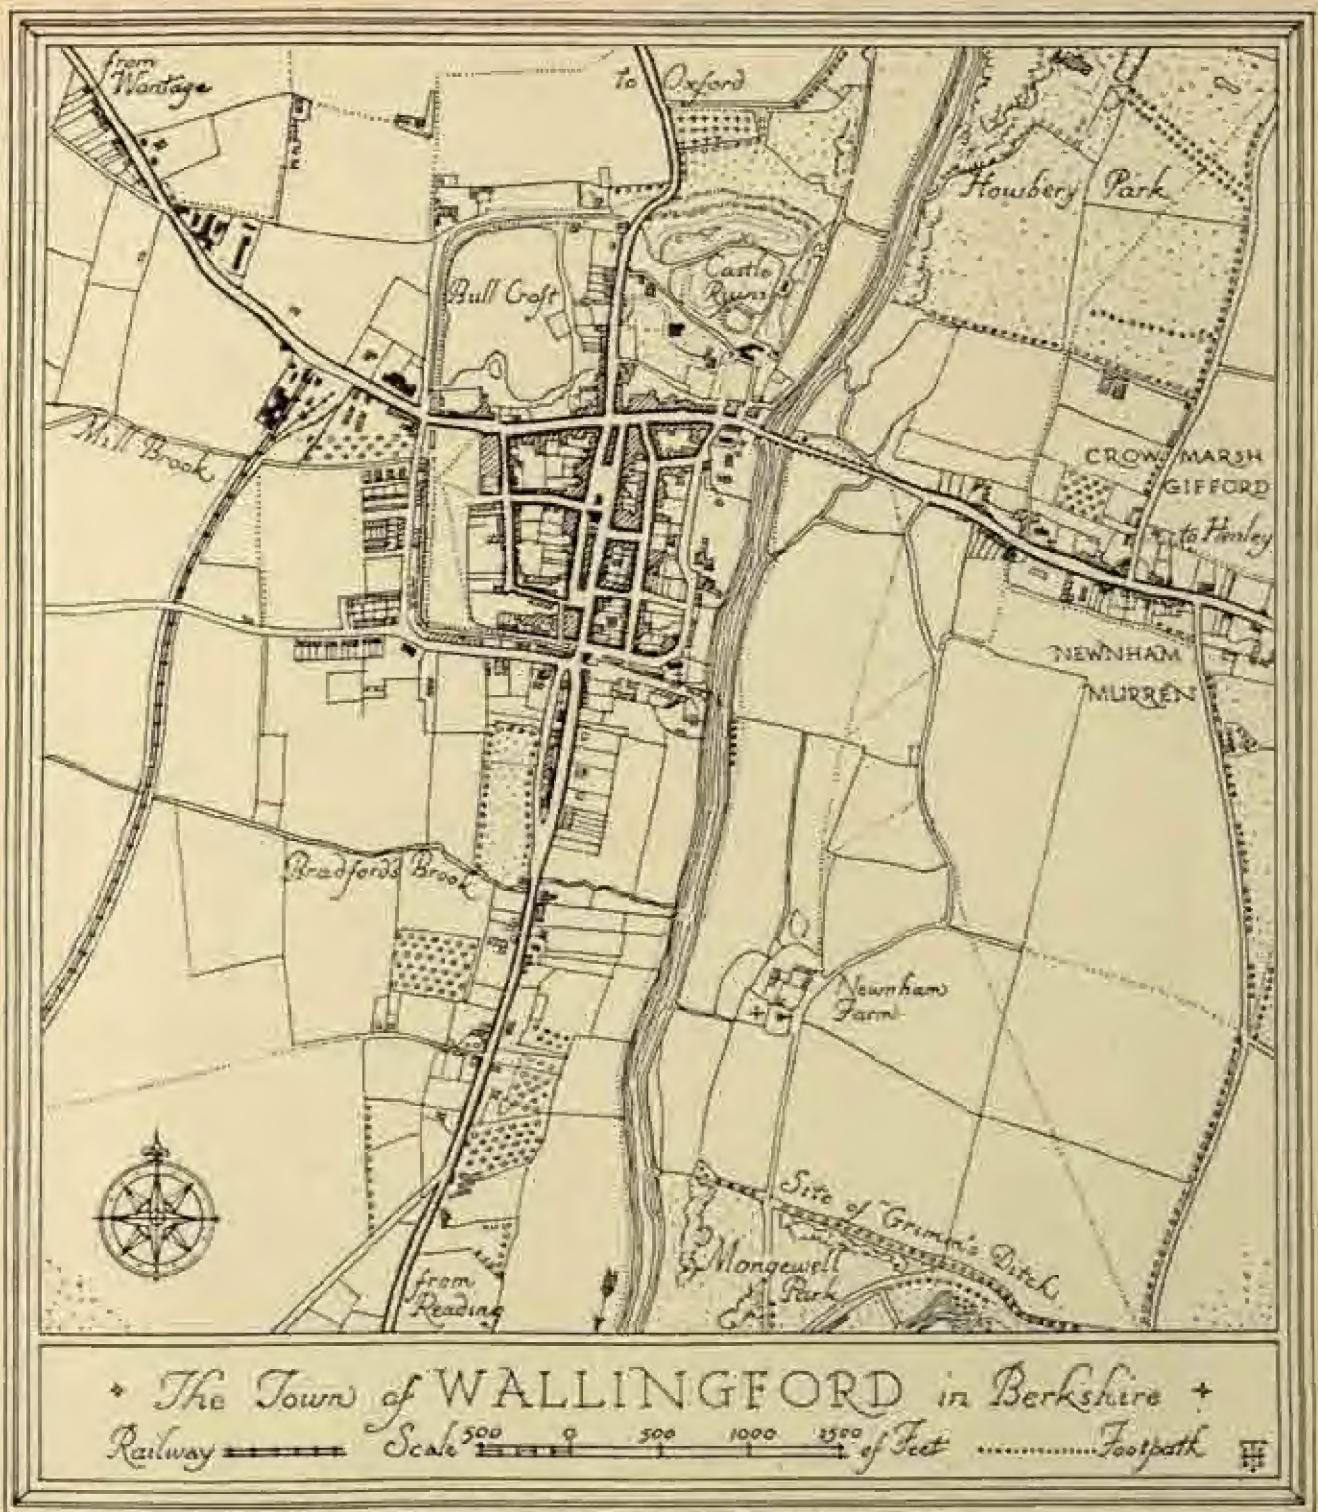 from
Wantage
to Oxford
Howbery Park
Bull Croft
Castle
Ruins
Mill Brook
CROWMARSH
GIFFORD
to Henley
NEWNHAM
MURREN
Bradford's Brook
Newnham
Farm
Site of Grimm's Ditch
Mongewell
Park
from
Reading
The Town of WALLINGFORD in Berkshire
Railway Scale 500 0 500 1000 1500 of Feet Footpath